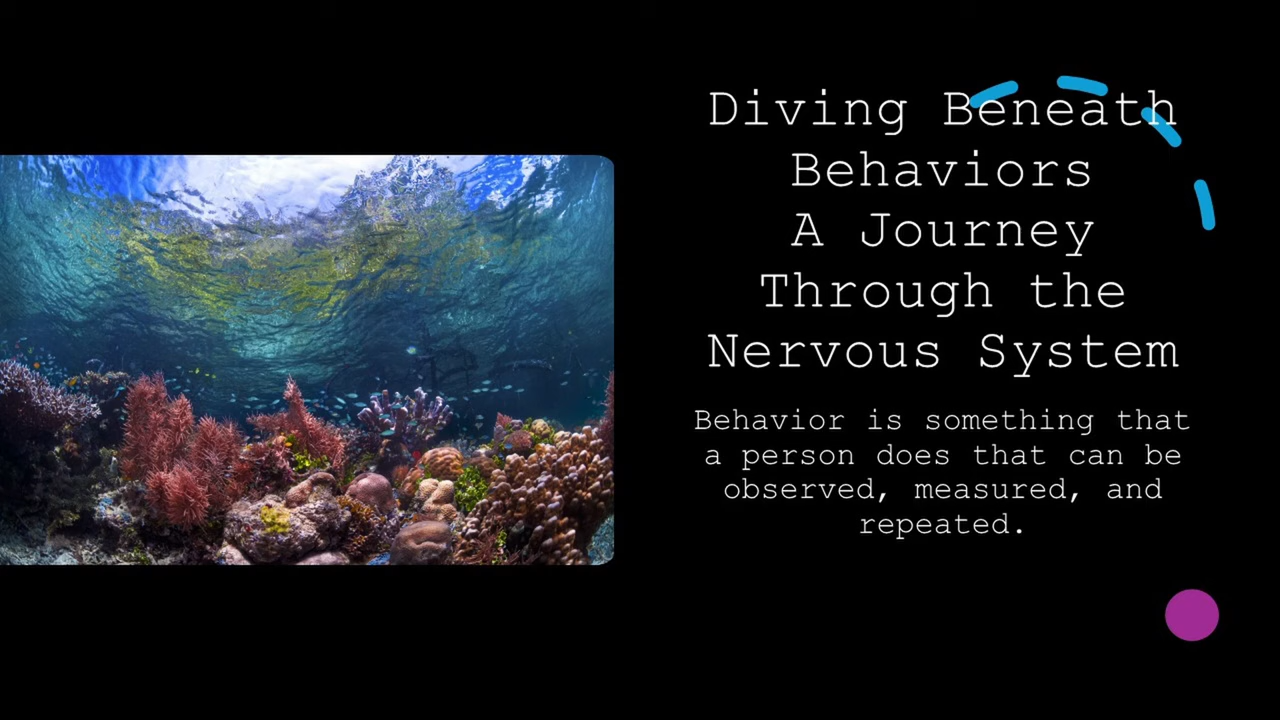 Diving Beneath
Behaviors
A Journey
Through the
Nervous System
Behavior is something that
a person does that can be
observed, measured, and
repeated.